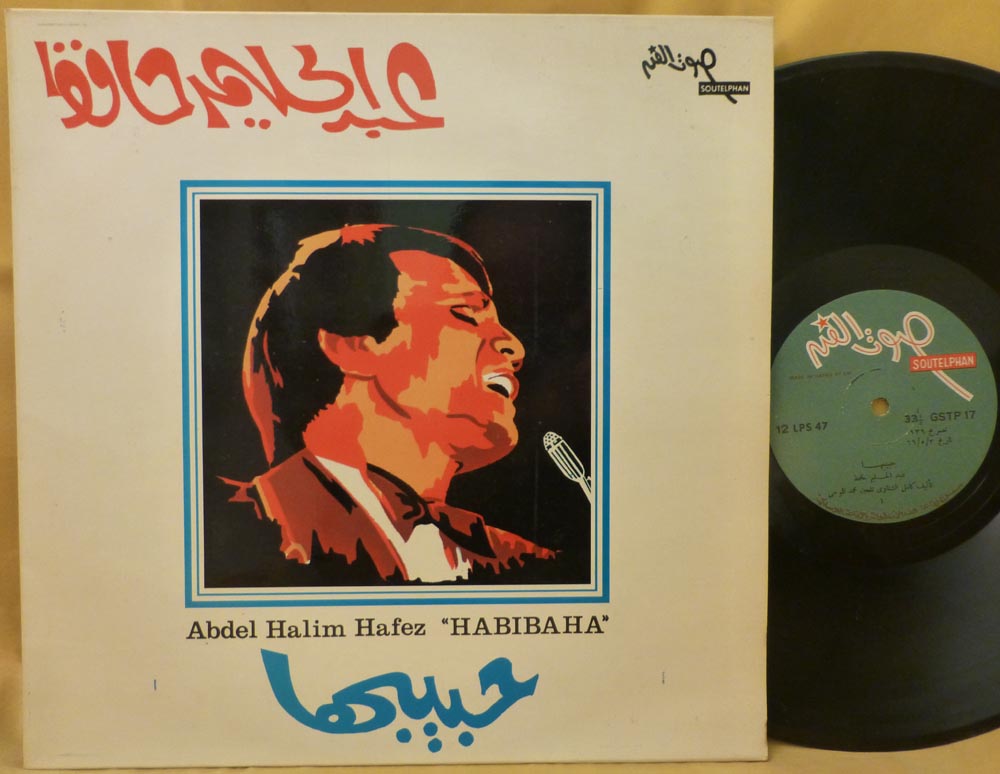 عبد الحليم حافظ
صوت الفن
SOUTELPHAN
Abdel Halim Hafez “HABIBAHA”
حبيبها
صوت الفن
SOUTELPHAN
12 LPS 47
33⅓ GSTP 17
حبيبها
عبد الحليم حافظ
١